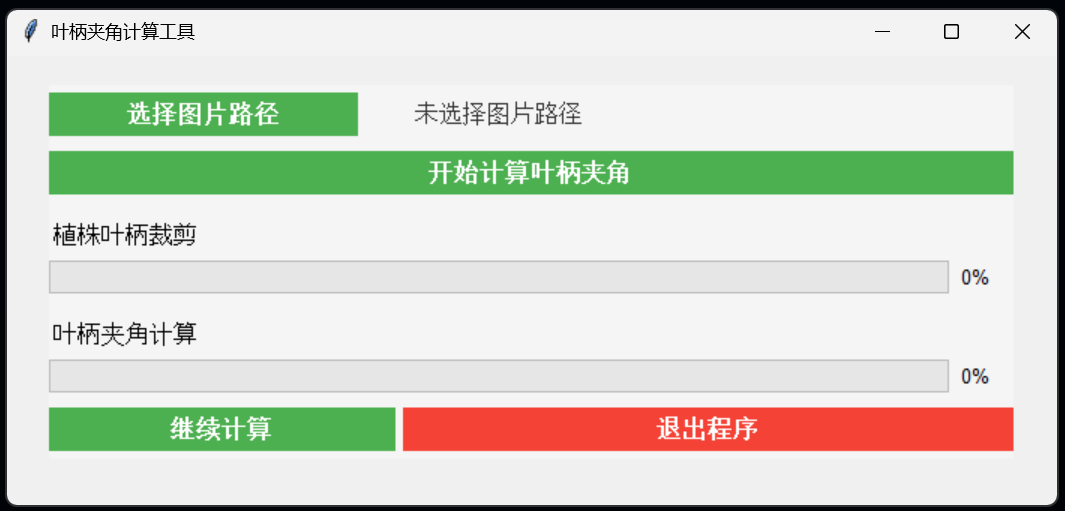 叶柄夹角计算工具
选择图片路径 未选择图片路径
开始计算叶柄夹角
植株叶柄裁剪
0%
叶柄夹角计算
0%
继续计算 退出程序